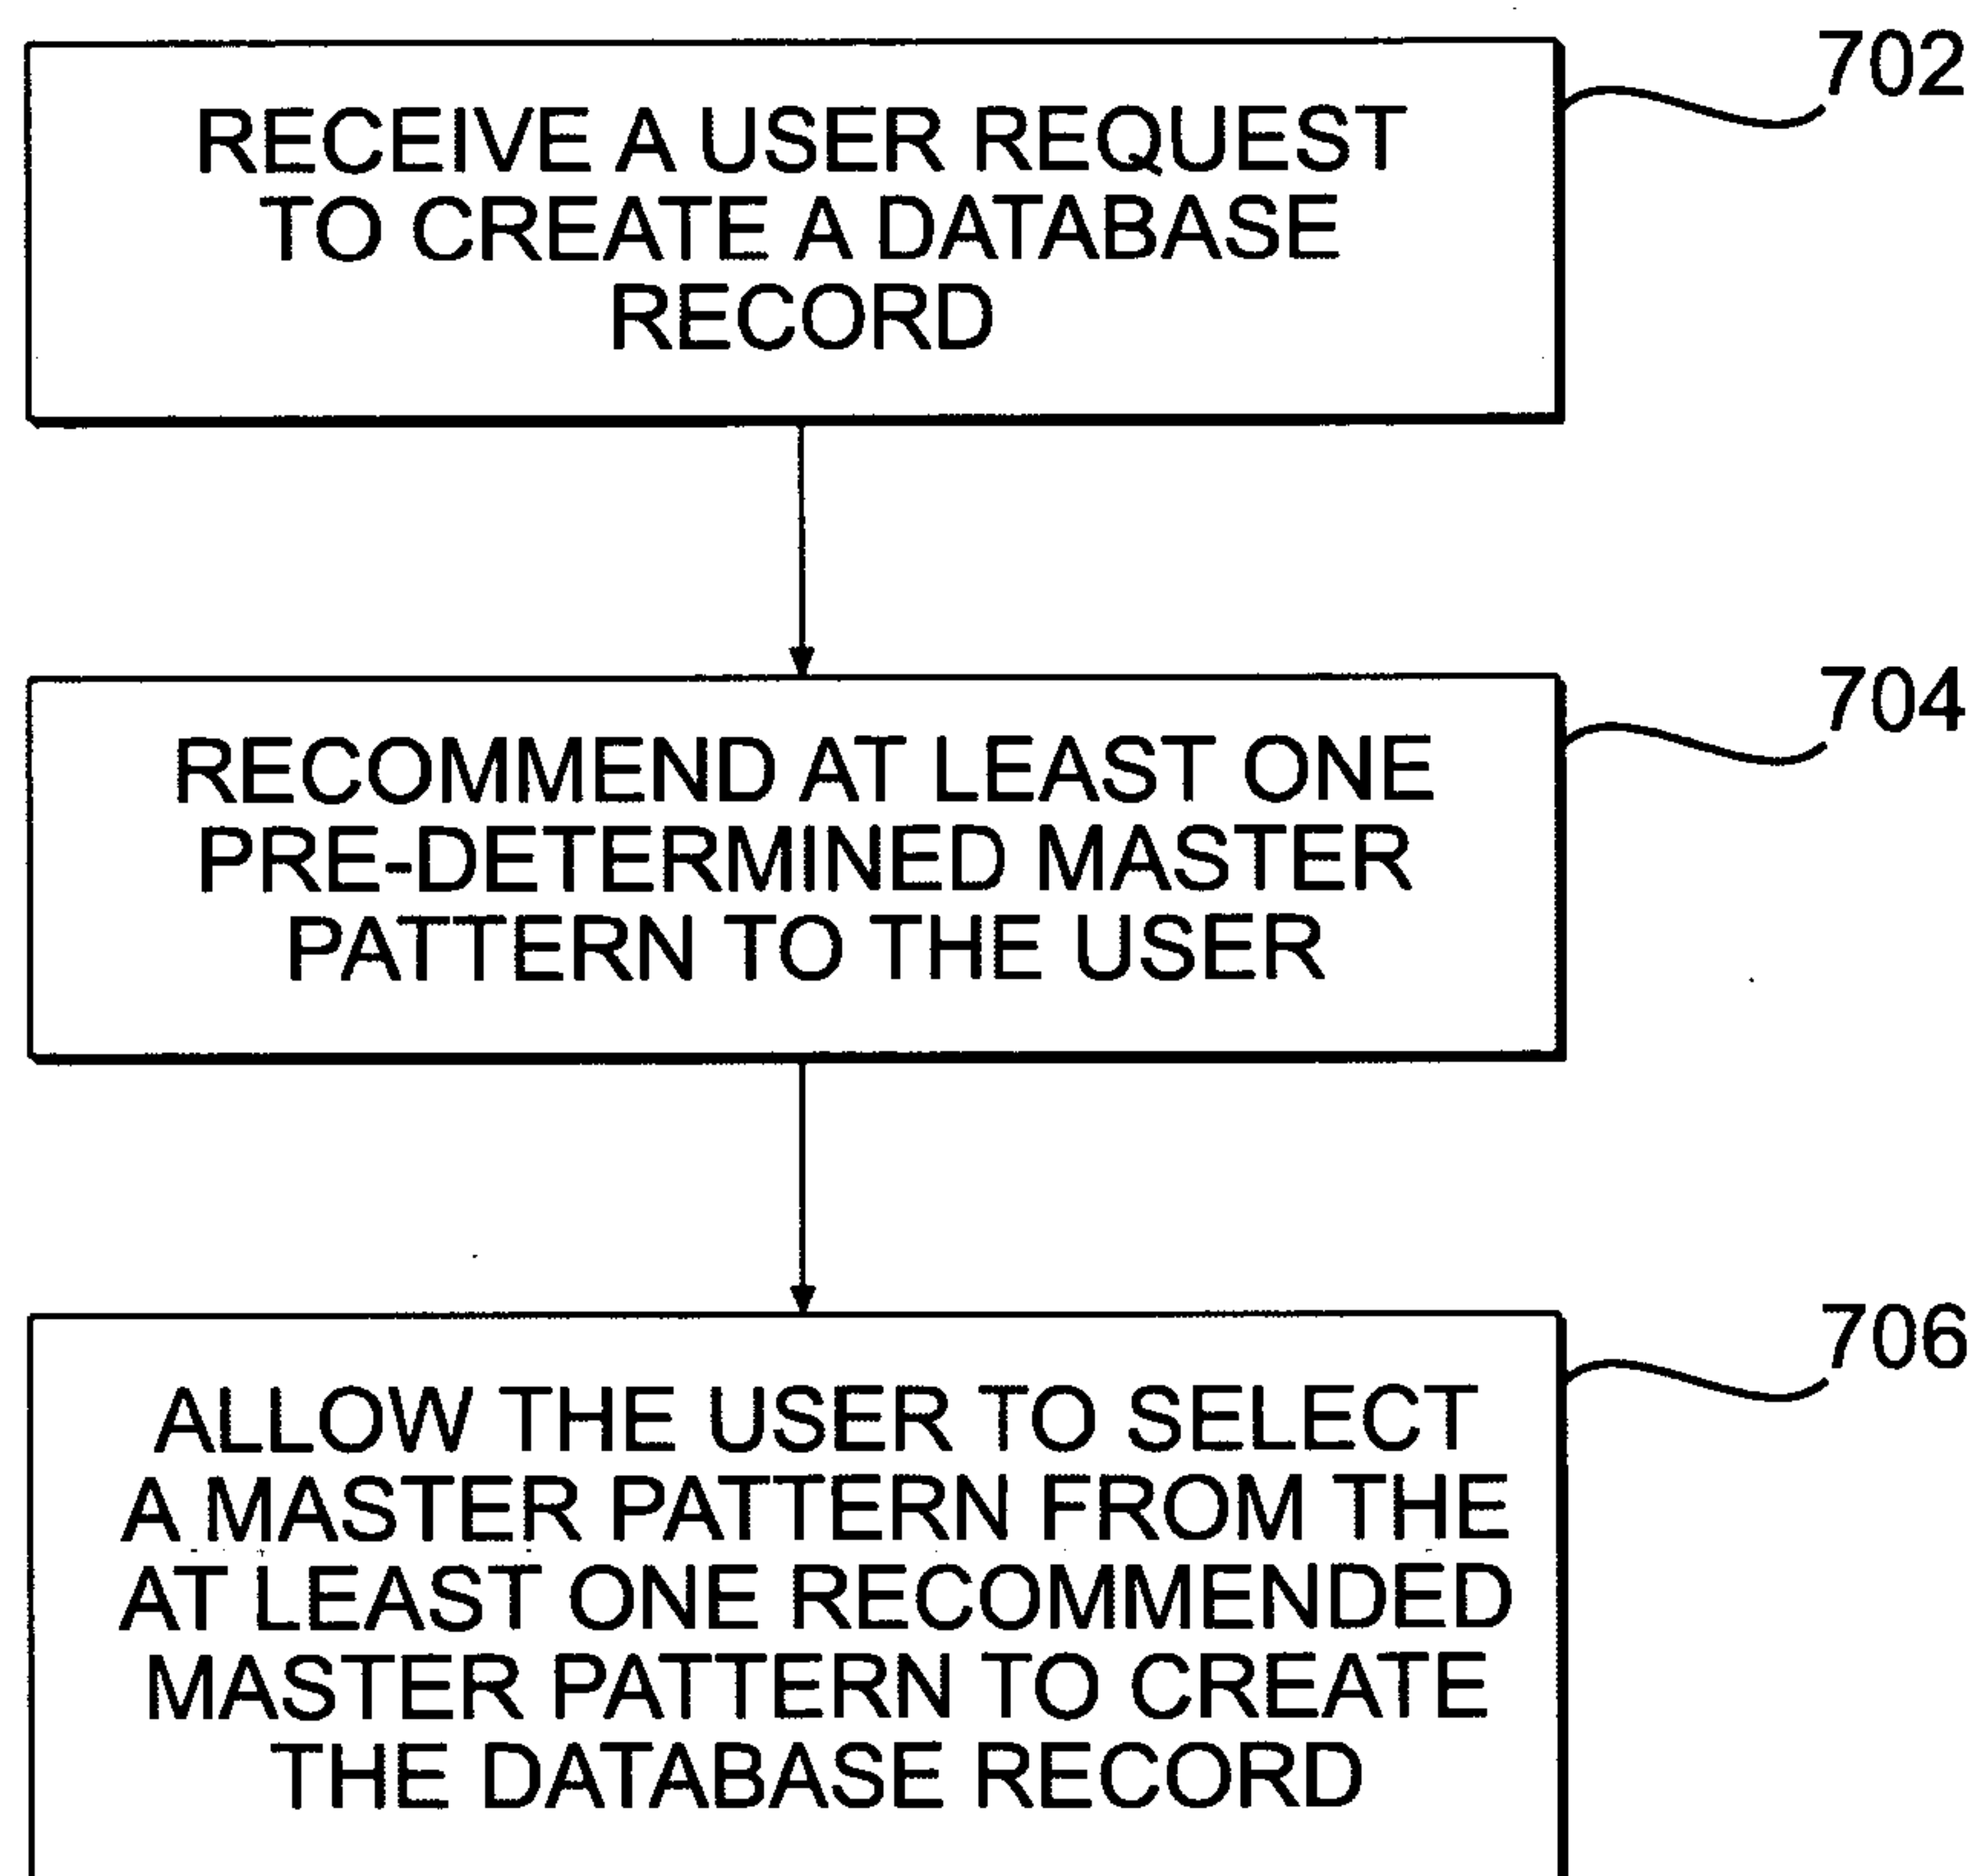 RECEIVE A USER REQUEST
TO CREATE A DATABASE
RECORD
702
RECOMMEND AT LEAST ONE
PRE-DETERMINED MASTER
PATTERN TO THE USER
704
ALLOW THE USER TO SELECT
A MASTER PATTERN FROM THE
AT LEAST ONE RECOMMENDED
MASTER PATTERN TO CREATE
THE DATABASE RECORD
706